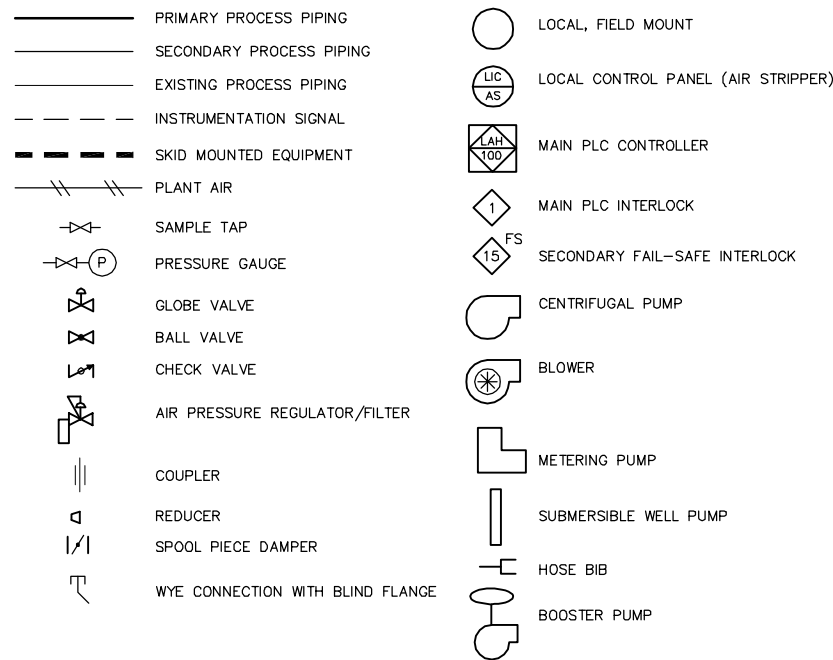 PRIMARY PROCESS PIPING
SECONDARY PROCESS PIPING
EXISTING PROCESS PIPING
INSTRUMENTATION SIGNAL
SKID MOUNTED EQUIPMENT
PLANT AIR
SAMPLE TAP
P
PRESSURE GAUGE
GLOBE VALVE
BALL VALVE
CHECK VALVE
AIR PRESSURE REGULATOR/FILTER
COUPLER
REDUCER
SPOOL PIECE DAMPER
WYE CONNECTION WITH BLIND FLANGE
LOCAL, FIELD MOUNT
LIC
AS
LOCAL CONTROL PANEL (AIR STRIPPER)
LAH
100
MAIN PLC CONTROLLER
1
MAIN PLC INTERLOCK
15
FS
SECONDARY FAIL-SAFE INTERLOCK
CENTRIFUGAL PUMP
BLOWER
METERING PUMP
SUBMERSIBLE WELL PUMP
HOSE BIB
BOOSTER PUMP